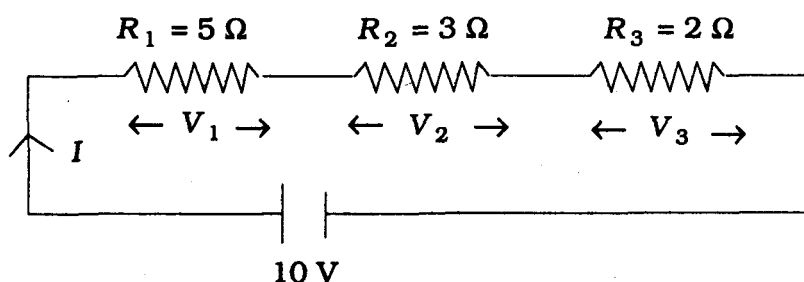 R₁ = 5 Ω R₂ = 3 Ω R₃ = 2 Ω
V₁ V₂ V₃
I
10 V